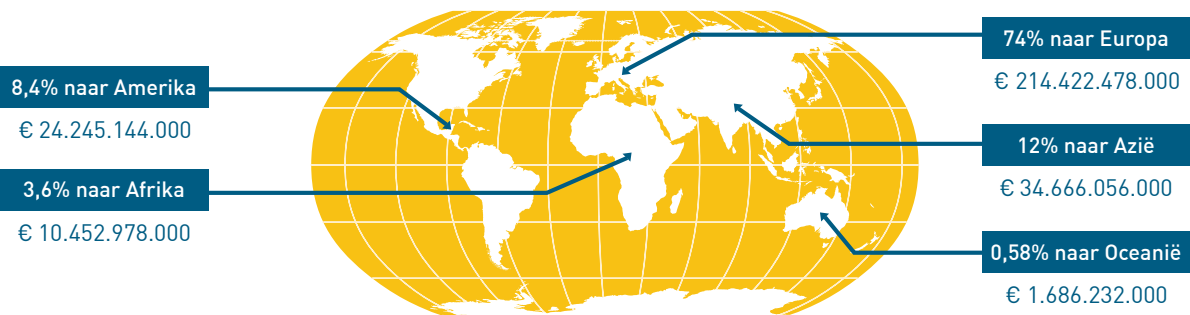 8,4% naar Amerika
€ 24.245.144.000
3,6% naar Afrika
€ 10.452.978.000
74% naar Europa
€ 214.422.478.000
12% naar Azië
€ 34.666.056.000
0,58% naar Oceanië
€ 1.686.232.000